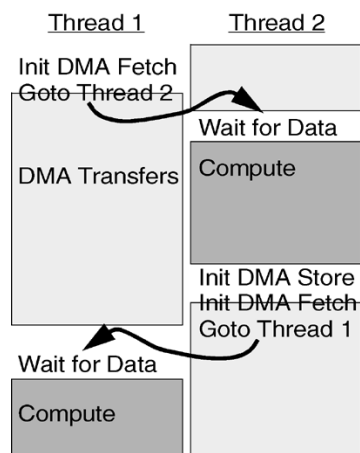 Thread 1
Init DMA Fetch
Goto Thread 2
DMA Transfers
Wait for Data
Compute
Thread 2
Wait for Data
Compute
Init DMA Store
Init DMA Fetch
Goto Thread 1